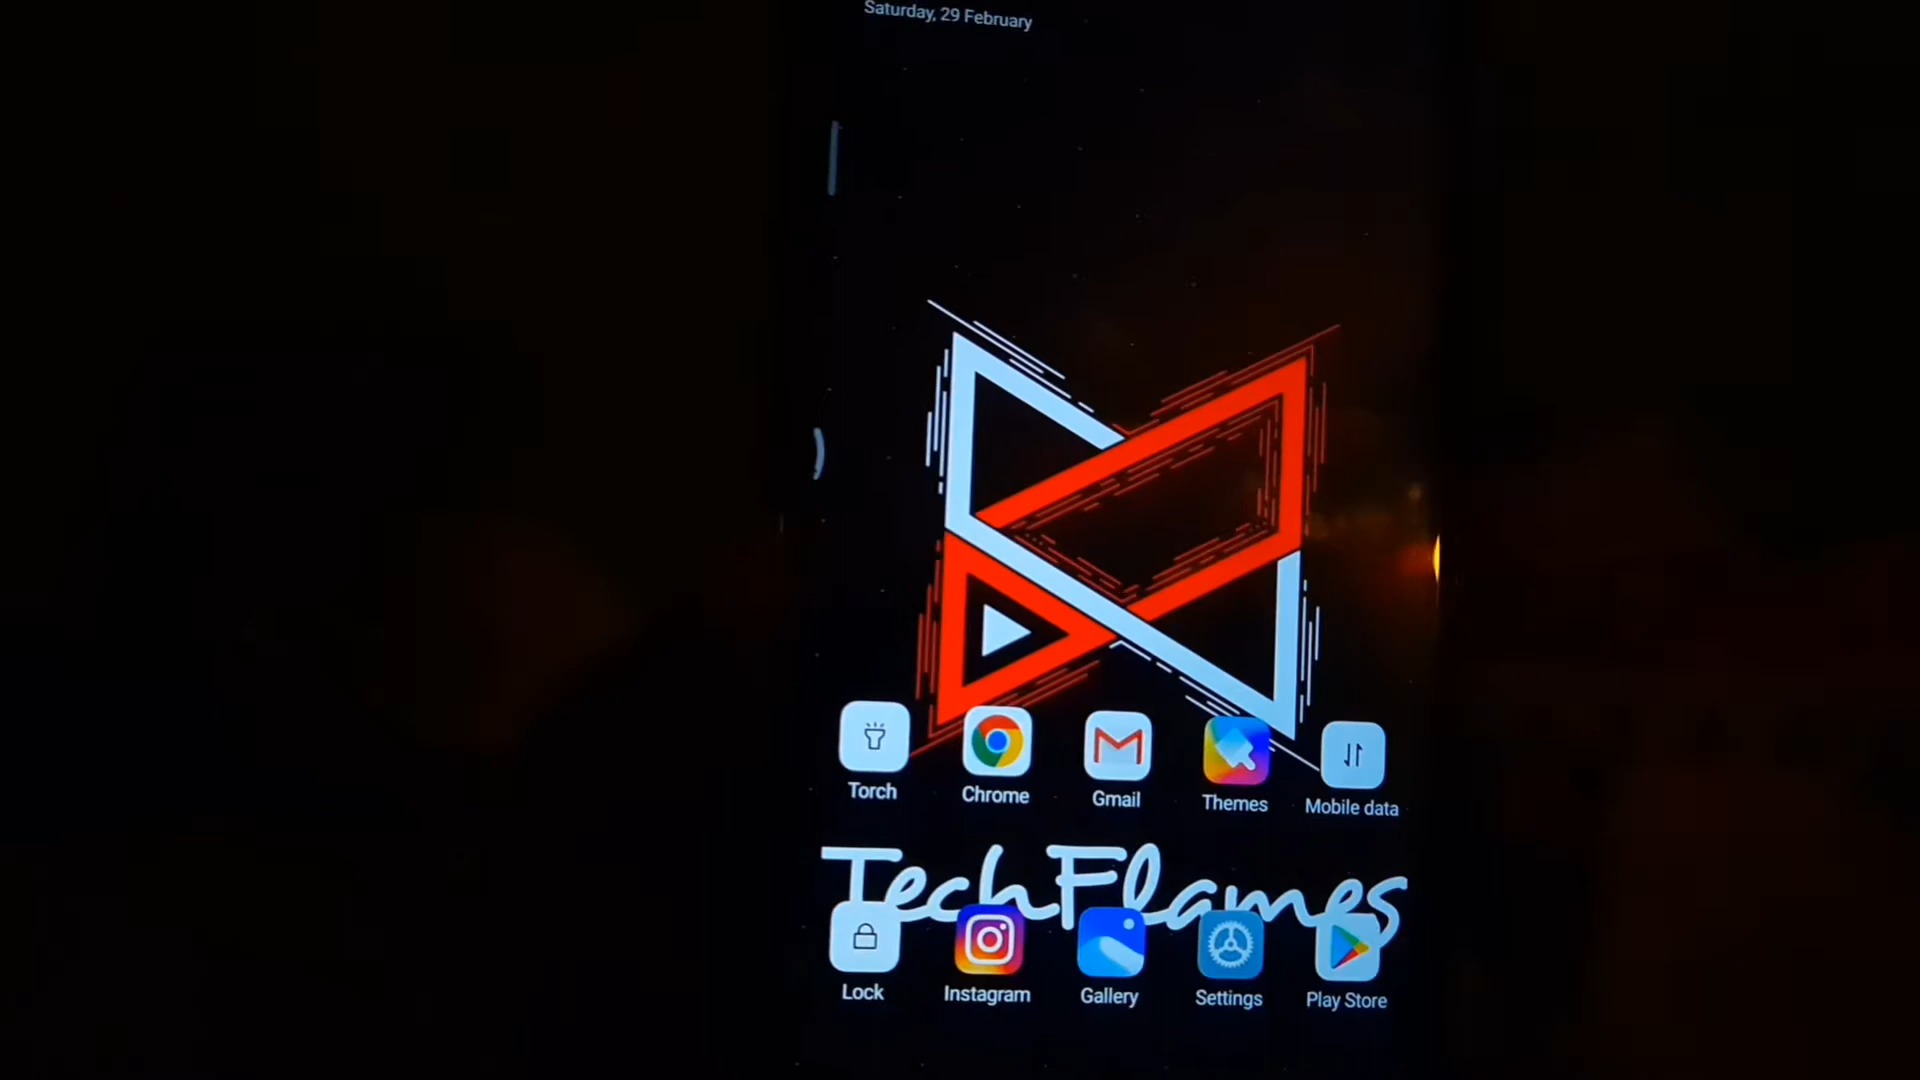 Saturday, 29 February
Torch
Chrome
Gmail
Themes
Mobile data
TechFlames
Lock
Instagram
Gallery
Settings
Play Store